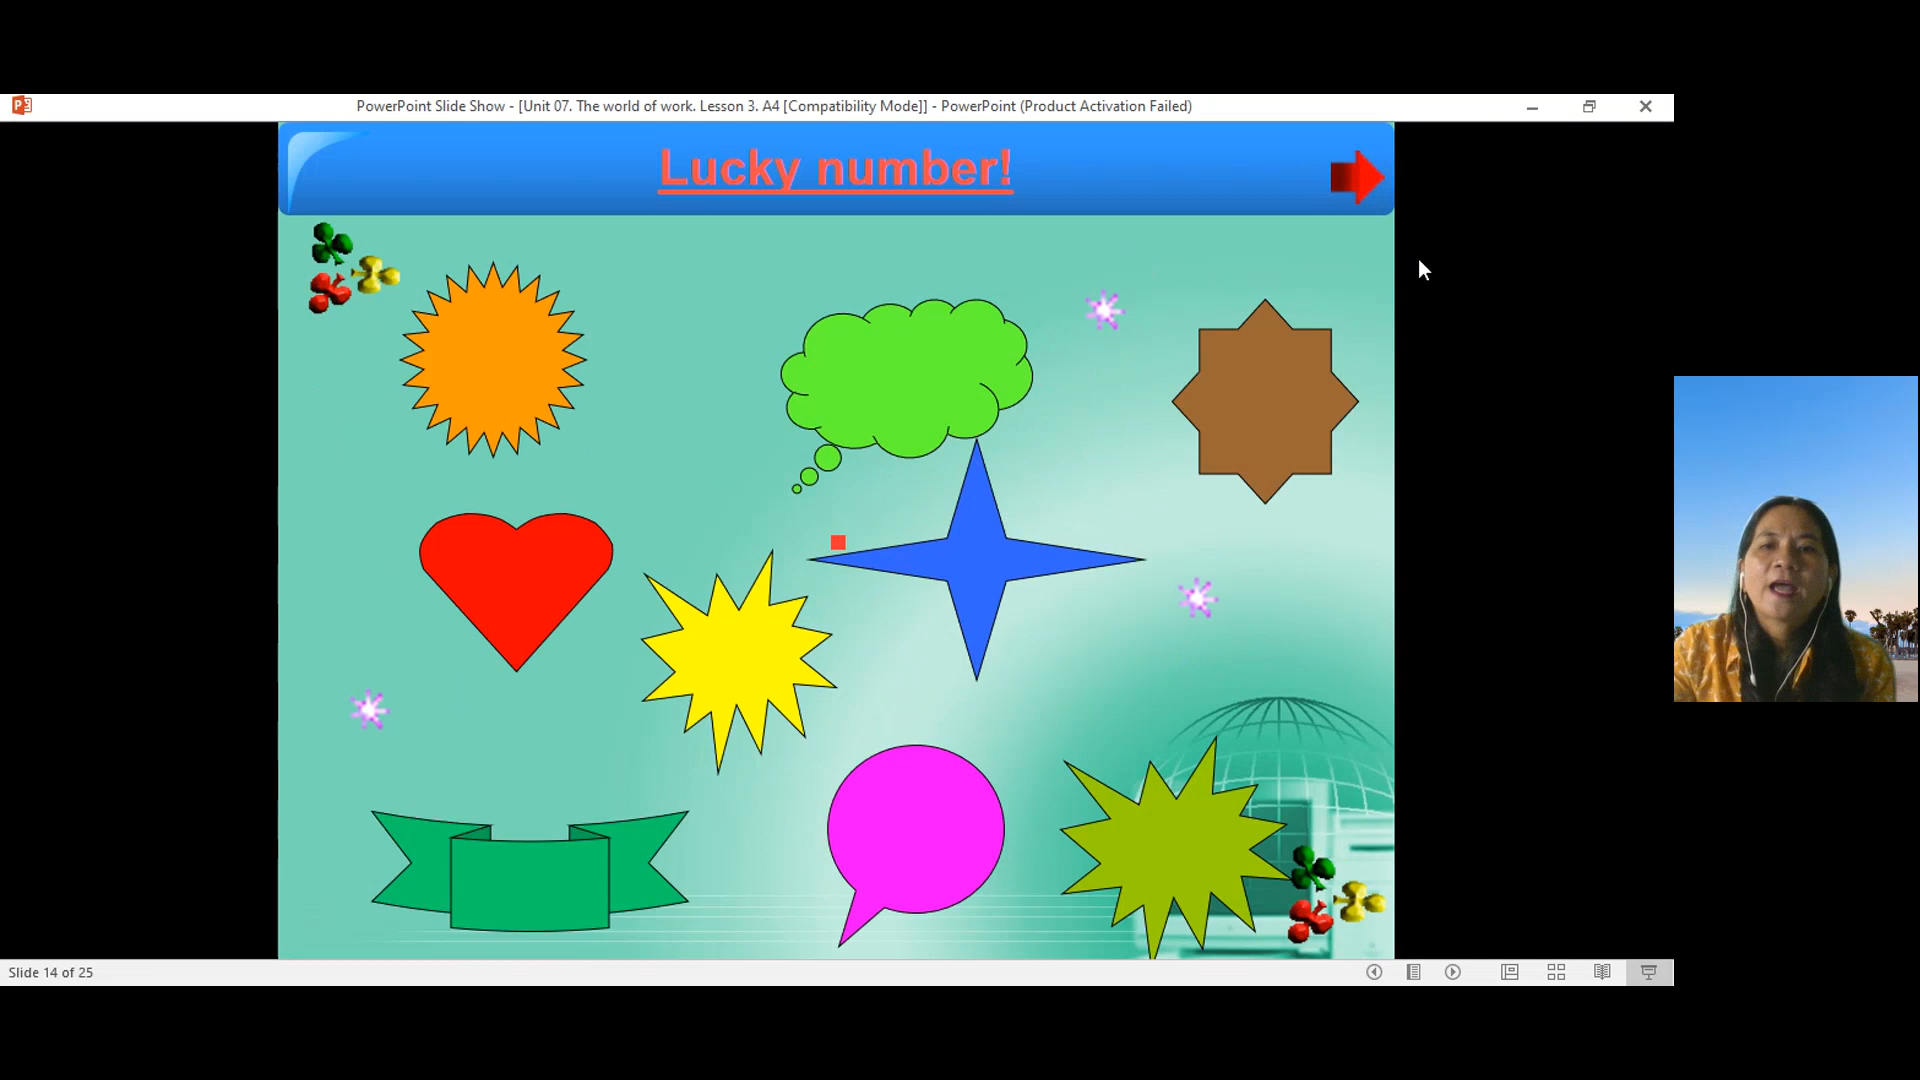 PowerPoint Slide Show - [Unit 07. The world of work. Lesson 3. A4 [Compatibility Mode]] - PowerPoint (Product Activation Failed)
Lucky number!
Slide 14 of 25